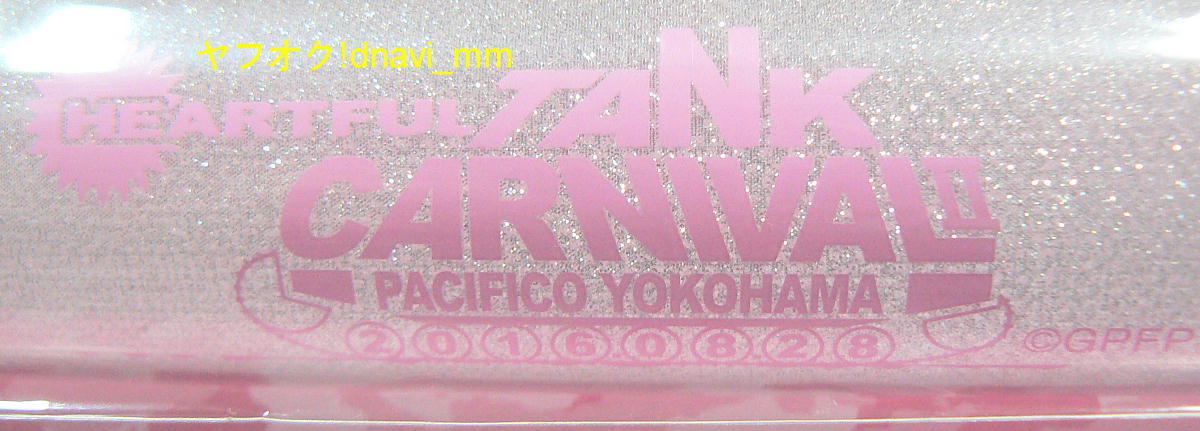 ヤフオク!dnavi_mm
HEARTFUL TANK
CARNIVAL II
PACIFICO YOKOHAMA
20160828
©GPFP